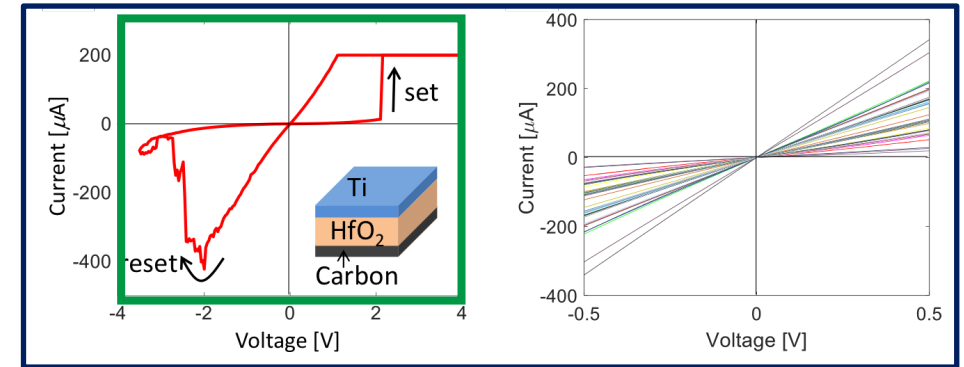 Current [μA]
200
0
-200
-400
-4
-2
0
2
4
Voltage [V]
set
reset
Ti
HfO₂
Carbon
Current [μA]
400
200
0
-200
-400
-0.5
0
0.5
Voltage [V]